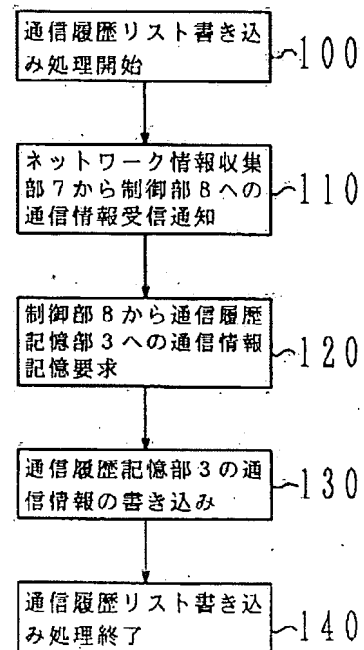 通信履歴リスト書き込
み処理開始
100
ネットワーク情報収集
部7から制御部8への
通信情報受信通知
110
制御部8から通信履歴
記憶部3への通信情報
記憶要求
120
通信履歴記憶部3の通
信情報の書き込み
130
通信履歴リスト書き込
み処理終了
140